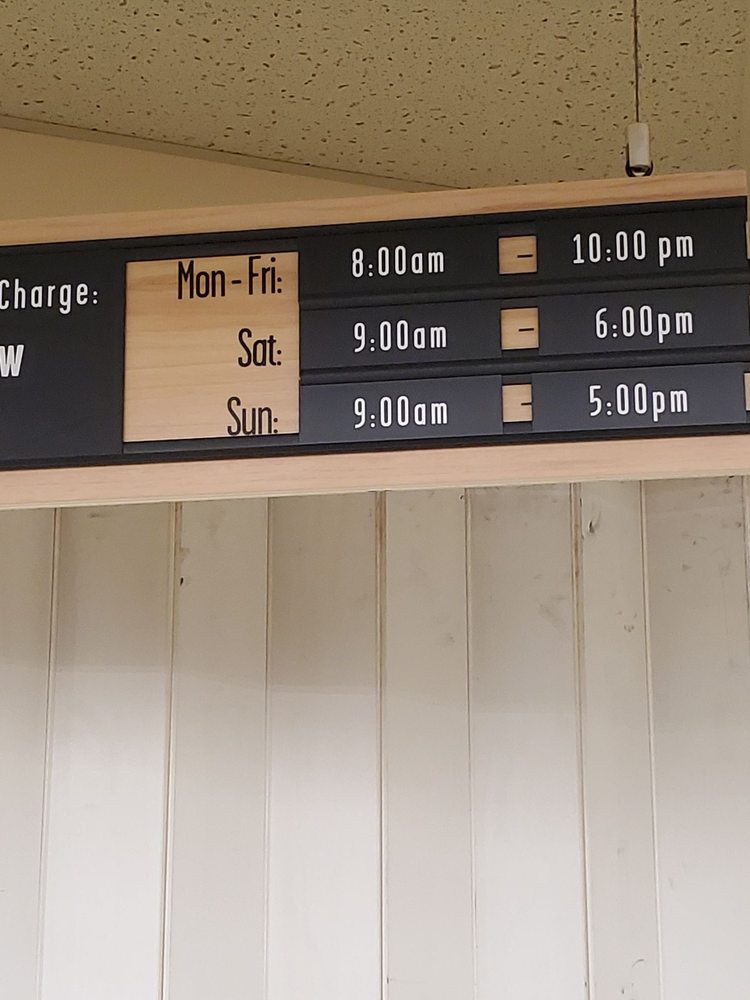 Charge:
W
Mon-Fri: 8:00am - 10:00 pm
Sat: 9:00am - 6:00pm
Sun: 9:00am - 5:00pm